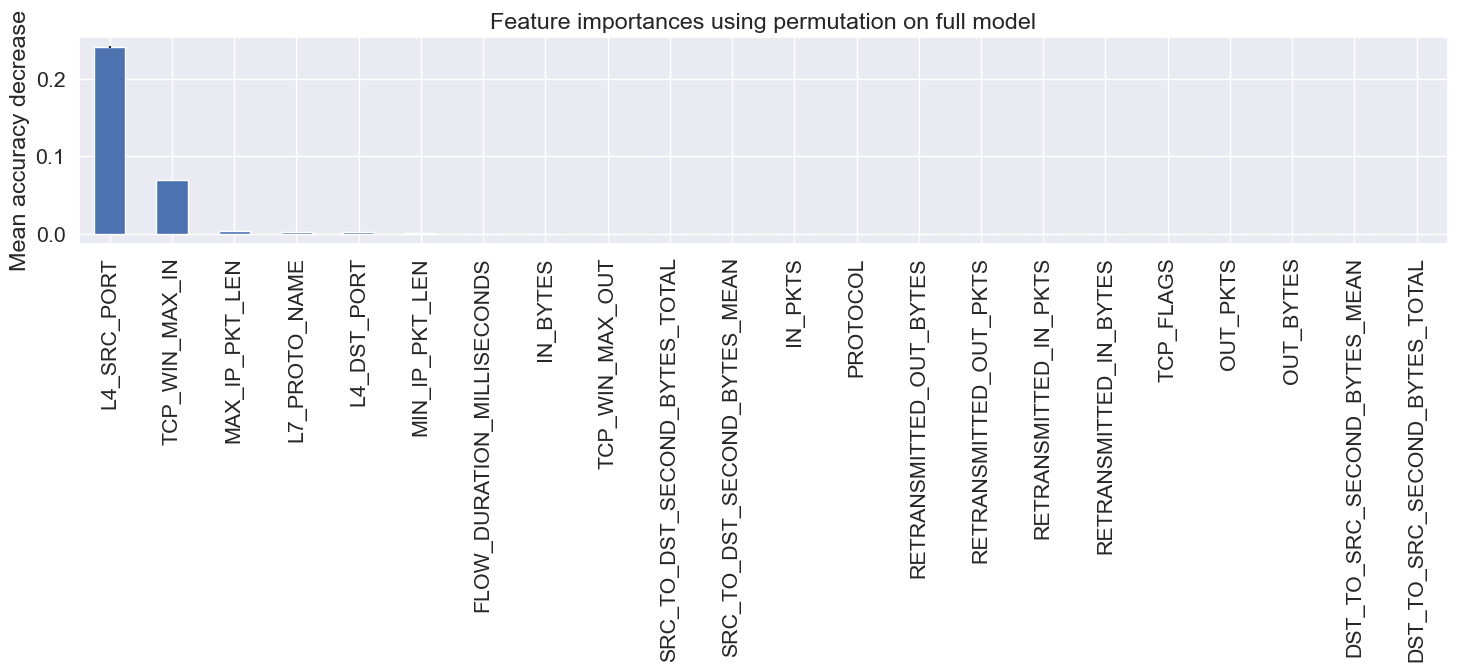 Feature importances using permutation on full model
Mean accuracy decrease
0.2
0.1
0.0
L4_SRC_PORT
TCP_WIN_MAX_IN
MAX_IP_PKT_LEN
L7_PROTO_NAME
L4_DST_PORT
MIN_IP_PKT_LEN
FLOW_DURATION_MILLISECONDS
IN_BYTES
TCP_WIN_MAX_OUT
SRC_TO_DST_SECOND_BYTES_TOTAL
SRC_TO_DST_SECOND_BYTES_MEAN
IN_PKTS
PROTOCOL
RETRANSMITTED_OUT_BYTES
RETRANSMITTED_OUT_PKTS
RETRANSMITTED_IN_PKTS
RETRANSMITTED_IN_BYTES
TCP_FLAGS
OUT_PKTS
OUT_BYTES
DST_TO_SRC_SECOND_BYTES_MEAN
DST_TO_SRC_SECOND_BYTES_TOTAL